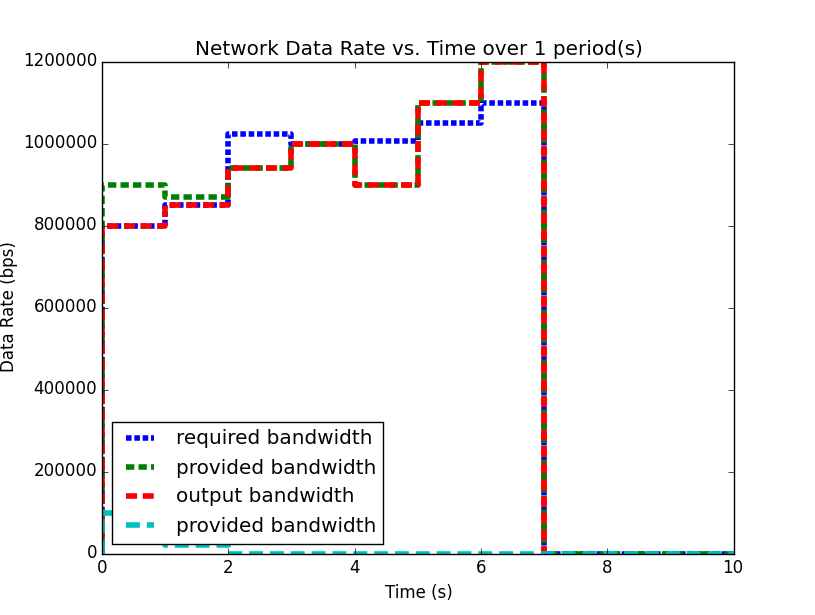 Network Data Rate vs. Time over 1 period(s)
1200000
1000000
800000
600000
400000
200000
0
Data Rate (bps)
required bandwidth
provided bandwidth
output bandwidth
provided bandwidth
0 2 4 6 8 10
Time (s)